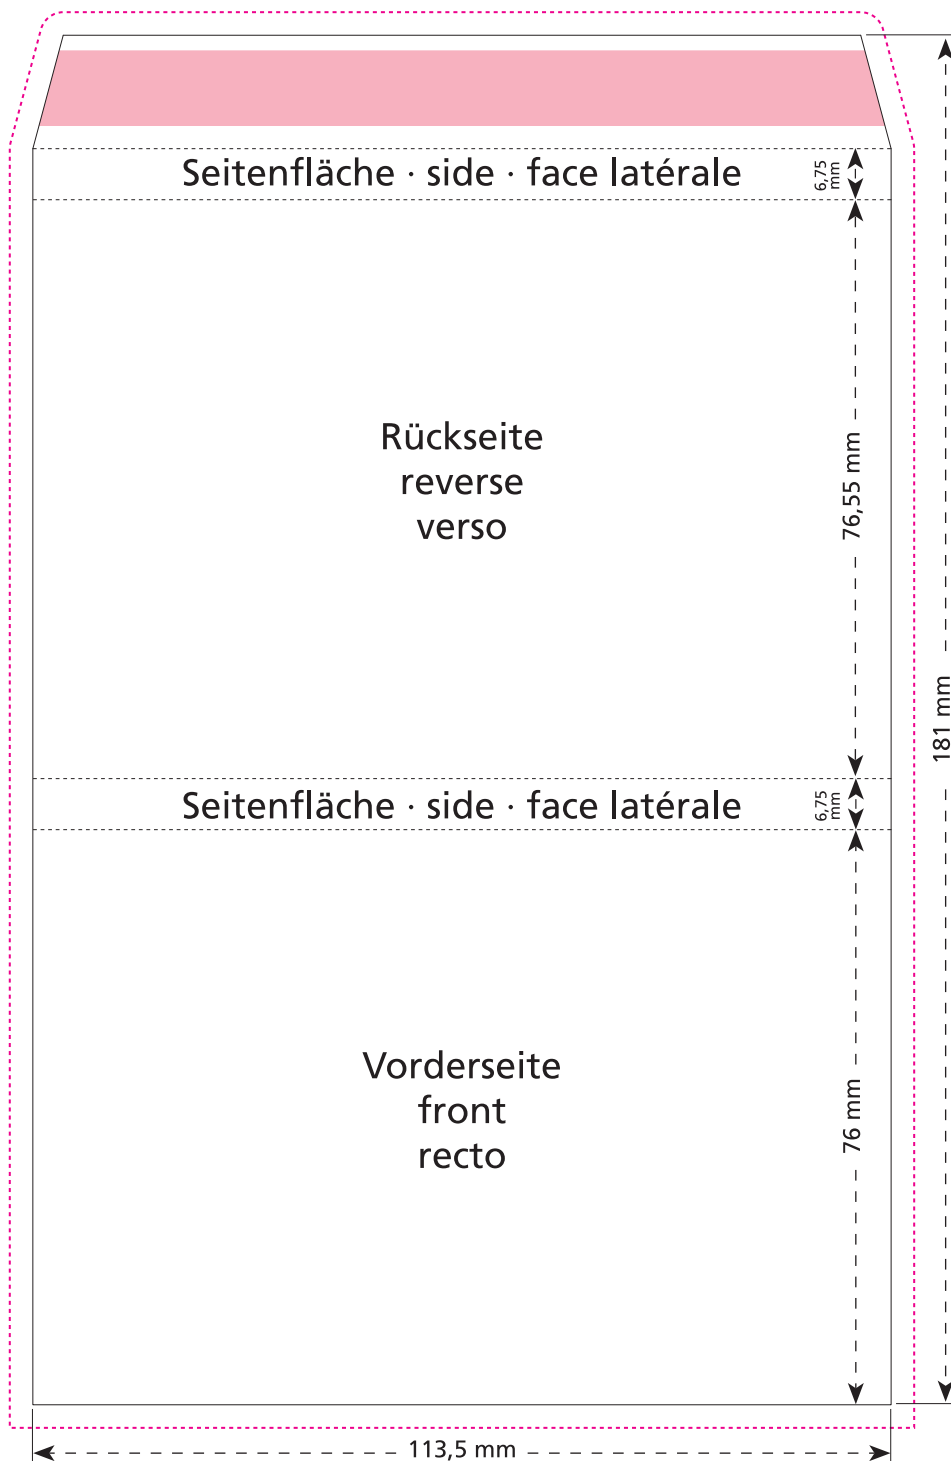 Seitenfläche · side · face latérale
6,75
mm
Rückseite
reverse
verso
76,55 mm
181 mm
Seitenfläche · side · face latérale
6,75
mm
Vorderseite
front
recto
76 mm
113,5 mm